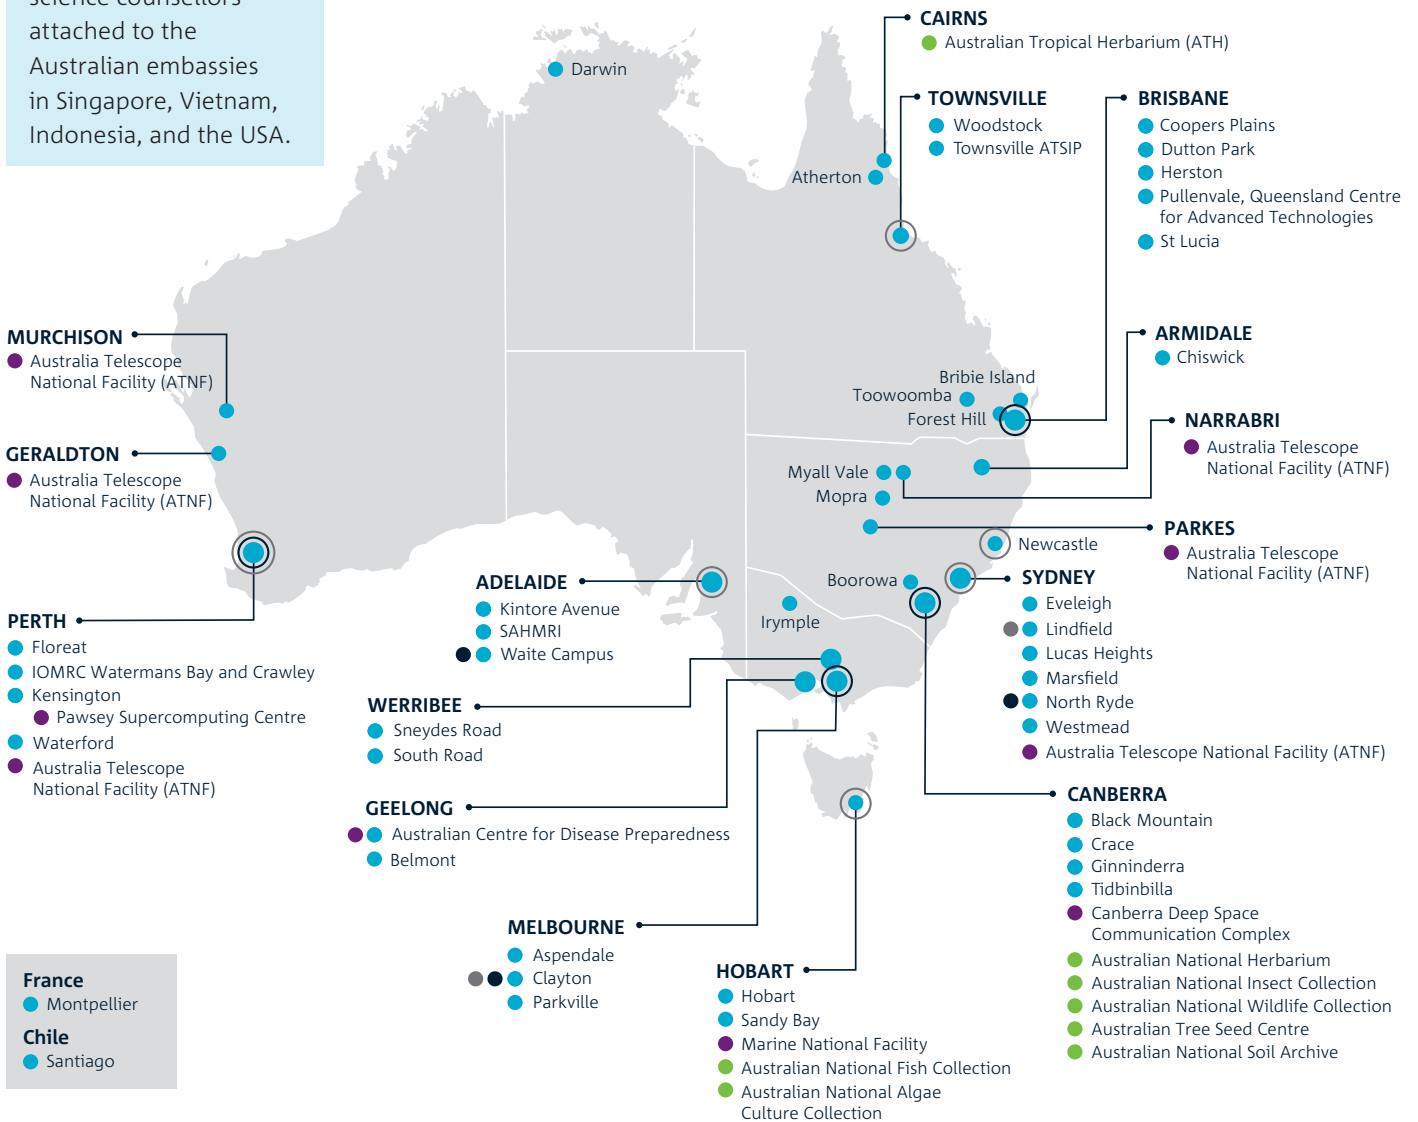 science counsellors
attached to the
Australian embassies
in Singapore, Vietnam,
Indonesia, and the USA.
Darwin
CAIRNS
Australian Tropical Herbarium (ATH)
TOWNSVILLE
Woodstock
Townsville ATSIP
BRISBANE
Coopers Plains
Dutton Park
Herston
Pullenvale, Queensland Centre
for Advanced Technologies
St Lucia
Atherton
MURCHISON
Australia Telescope
National Facility (ATNF)
GERALDTON
Australia Telescope
National Facility (ATNF)
ARMIDALE
Chiswick
Bribie Island
Toowoomba
Forest Hill
NARRABRI
Australia Telescope
National Facility (ATNF)
Myall Vale
Mopra
PARKES
Australia Telescope
National Facility (ATNF)
Newcastle
Boorowa
Irymple
SYDNEY
Eveleigh
Lindfield
Lucas Heights
Marsfield
North Ryde
Westmead
Australia Telescope National Facility (ATNF)
ADELAIDE
Kintore Avenue
SAHMRI
Waite Campus
PERTH
Floreat
IOMRC Watermans Bay and Crawley
Kensington
Pawsey Supercomputing Centre
Waterford
Australia Telescope
National Facility (ATNF)
WERRIBEE
Sneydes Road
South Road
GEELONG
Australian Centre for Disease Preparedness
Belmont
MELBOURNE
Aspendale
Clayton
Parkville
HOBART
Hobart
Sandy Bay
Marine National Facility
Australian National Fish Collection
Australian National Algae
Culture Collection
CANBERRA
Black Mountain
Crace
Ginninderra
Tidbinbilla
Canberra Deep Space
Communication Complex
Australian National Herbarium
Australian National Insect Collection
Australian National Wildlife Collection
Australian Tree Seed Centre
Australian National Soil Archive
France
Montpellier
Chile
Santiago